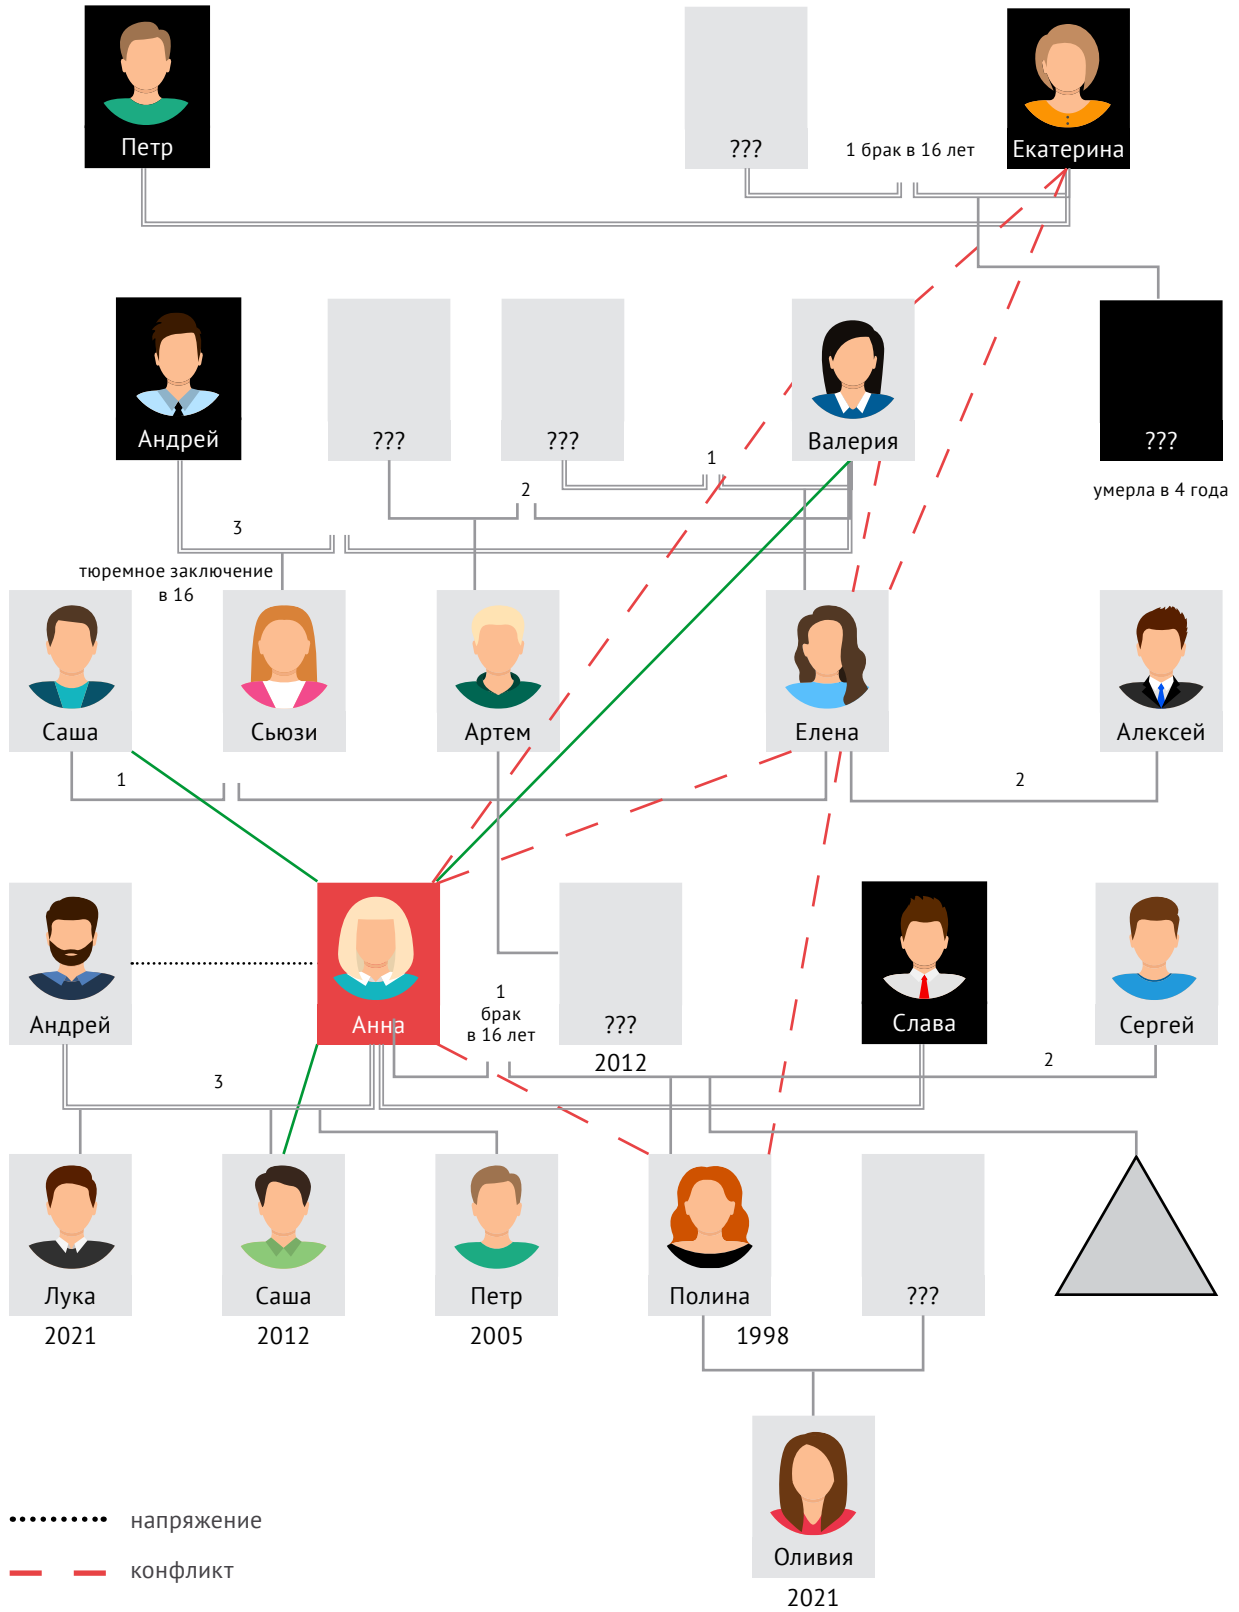 Петр
???
1 брак в 16 лет
Екатерина
Андрей
???
???
Валерия
???
умерла в 4 года
1
2
3
тюремное заключение
в 16
Саша
Сьюзи
Артем
Елена
Алексей
1
2
Андрей
Анна
1
брак
в 16 лет
???
2012
Слава
Сергей
2
3
Лука
2021
Саша
2012
Петр
2005
Полина
1998
???
Оливия
2021
напряжение
конфликт